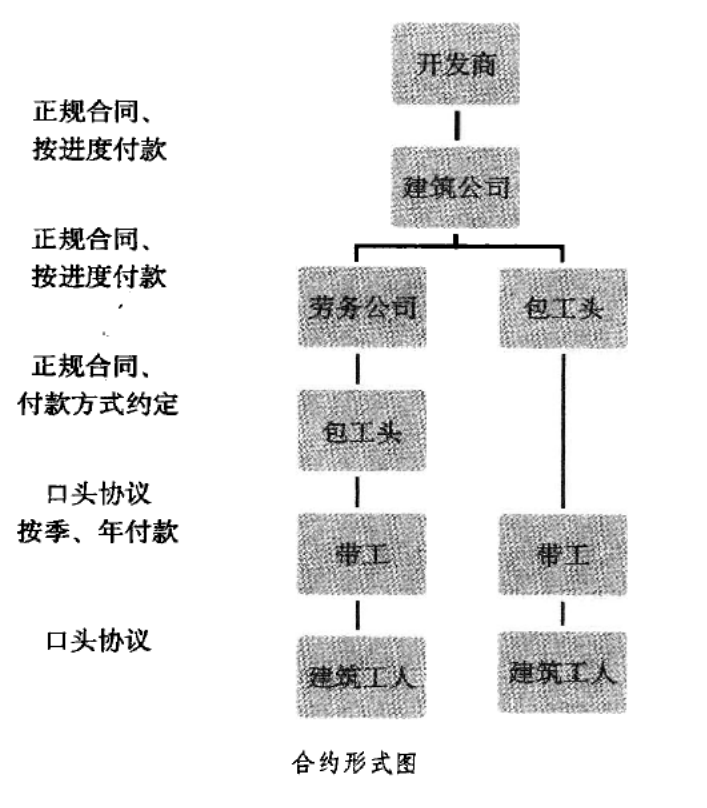 开发商
正规合同、
按进度付款
建筑公司
正规合同、
按进度付款
劳务公司
包工头
正规合同、
付款方式约定
包工头
口头协议
按季、年付款
带工
带工
口头协议
建筑工人
建筑工人
合约形式图